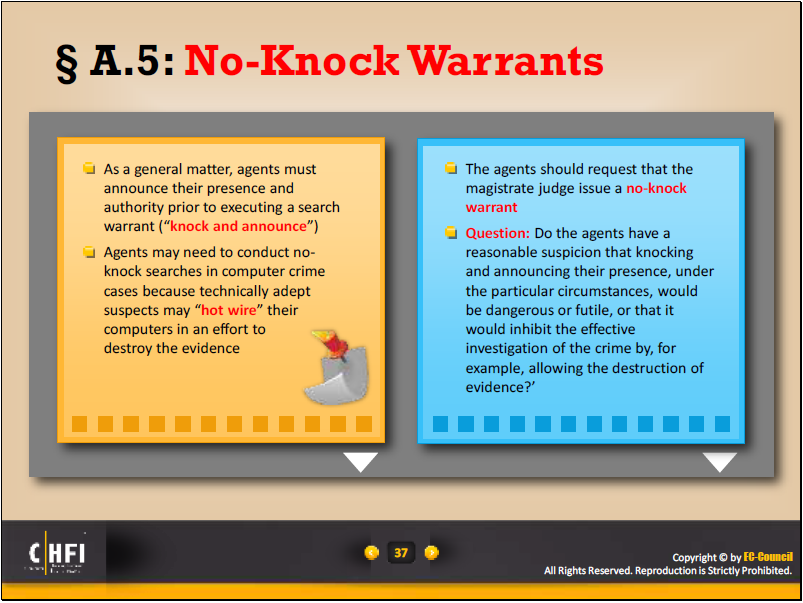 § A.5: No-Knock Warrants
As a general matter, agents must
announce their presence and
authority prior to executing a search
warrant (“knock and announce”)
Agents may need to conduct no-
knock searches in computer crime
cases because technically adept
suspects may “hot wire” their
computers in an effort to
destroy the evidence
The agents should request that the
magistrate judge issue a no-knock
warrant
Question: Do the agents have a
reasonable suspicion that knocking
and announcing their presence, under
the particular circumstances, would
be dangerous or futile, or that it
would inhibit the effective
investigation of the crime by, for
example, allowing the destruction of
evidence?’
CHFI
37
Copyright © by EC-Council
All Rights Reserved. Reproduction is Strictly Prohibited.